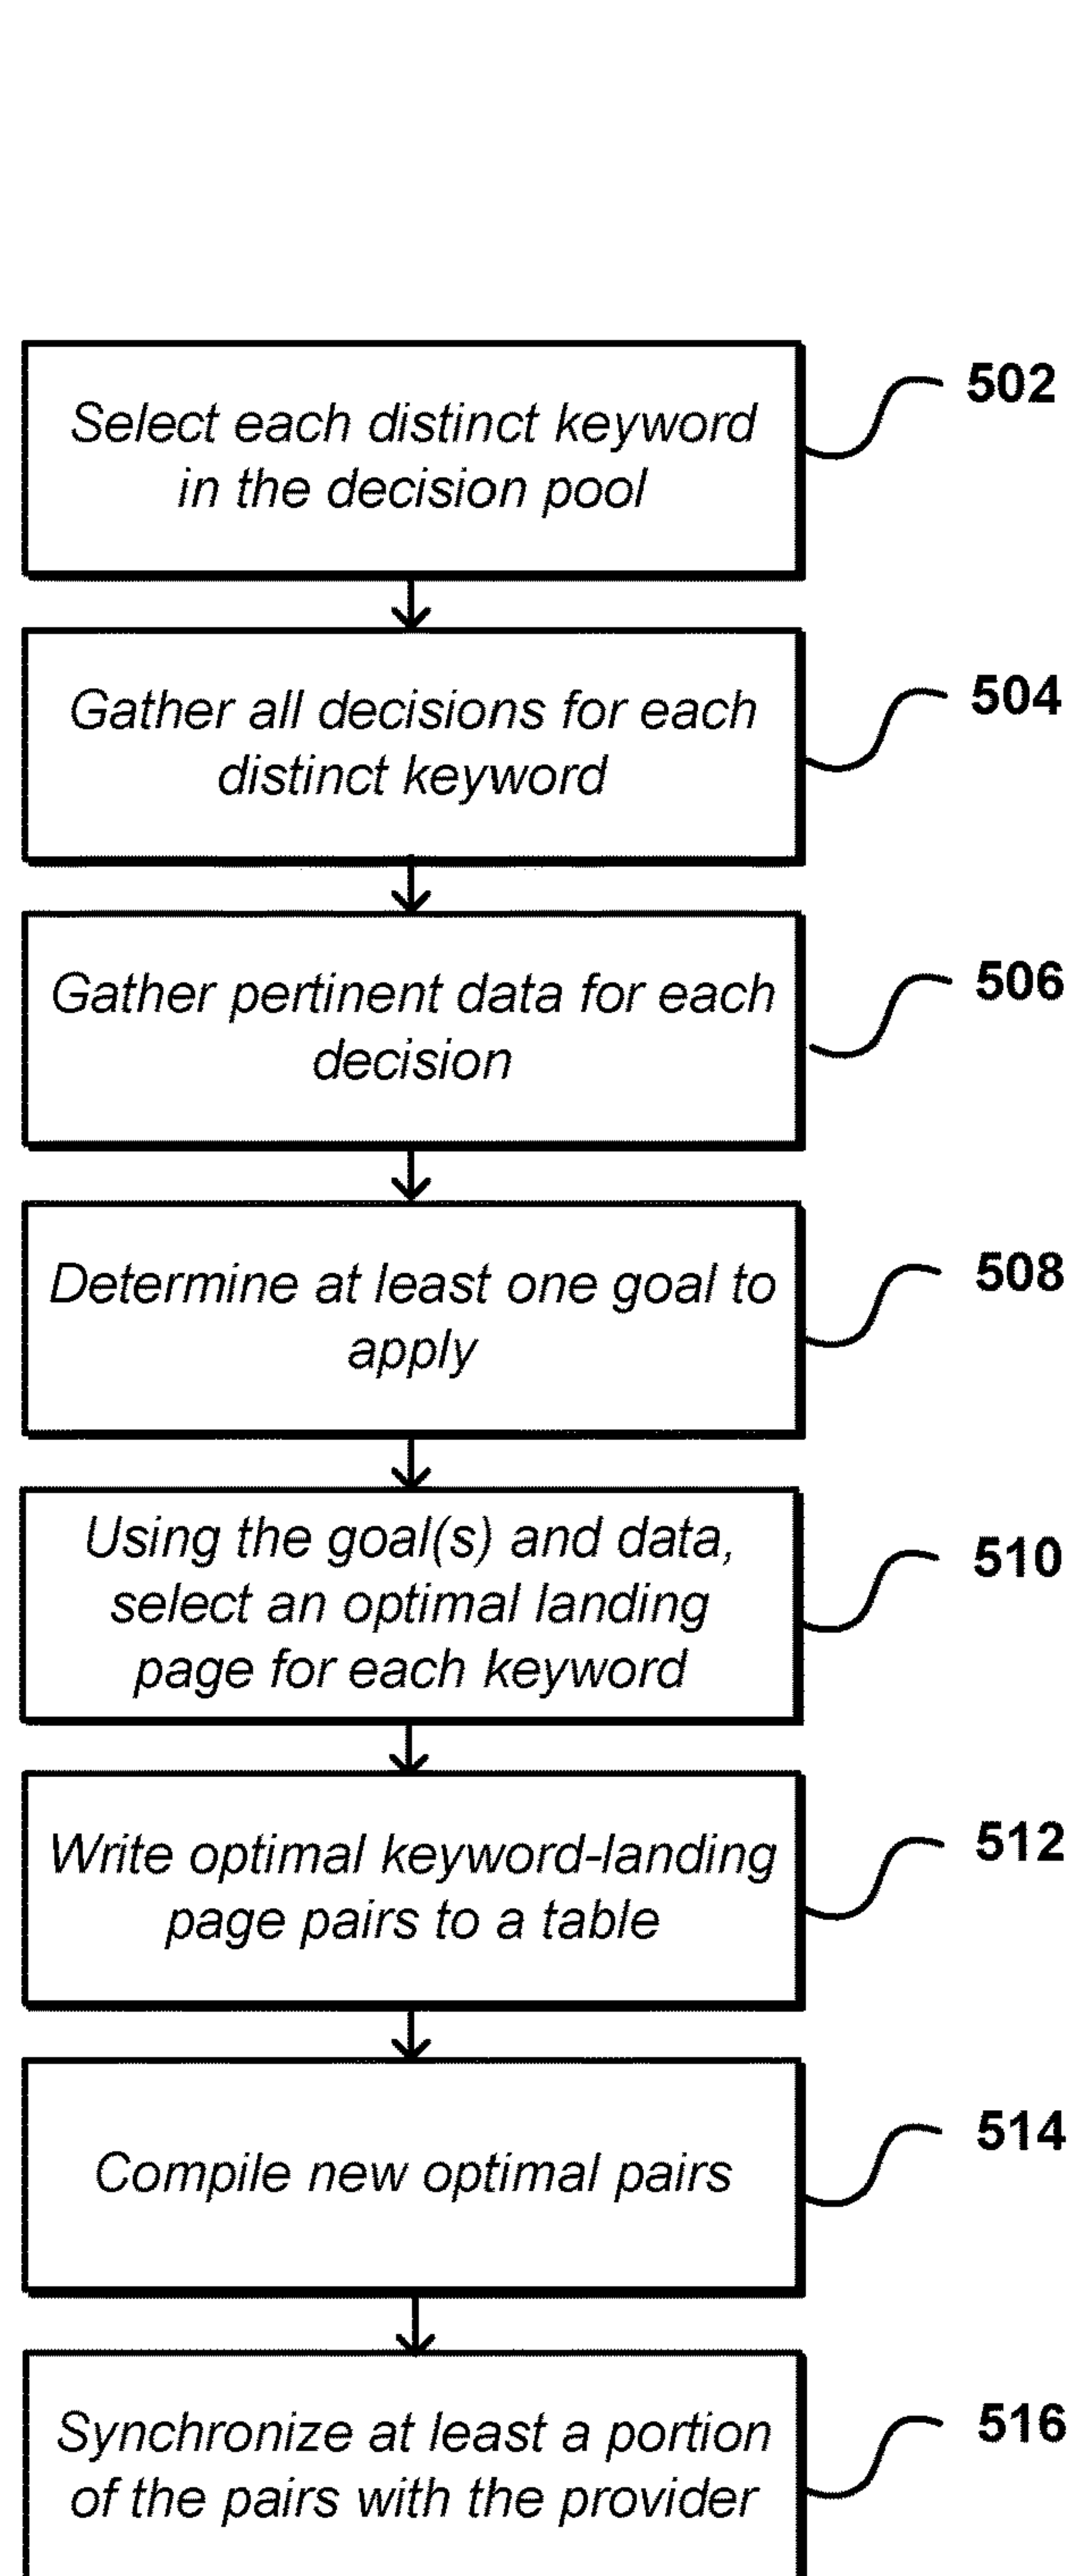 502
Select each distinct keyword
in the decision pool
504
Gather all decisions for each
distinct keyword
506
Gather pertinent data for each
decision
508
Determine at least one goal to
apply
510
Using the goal(s) and data,
select an optimal landing
page for each keyword
512
Write optimal keyword-landing
page pairs to a table
514
Compile new optimal pairs
516
Synchronize at least a portion
of the pairs with the provider